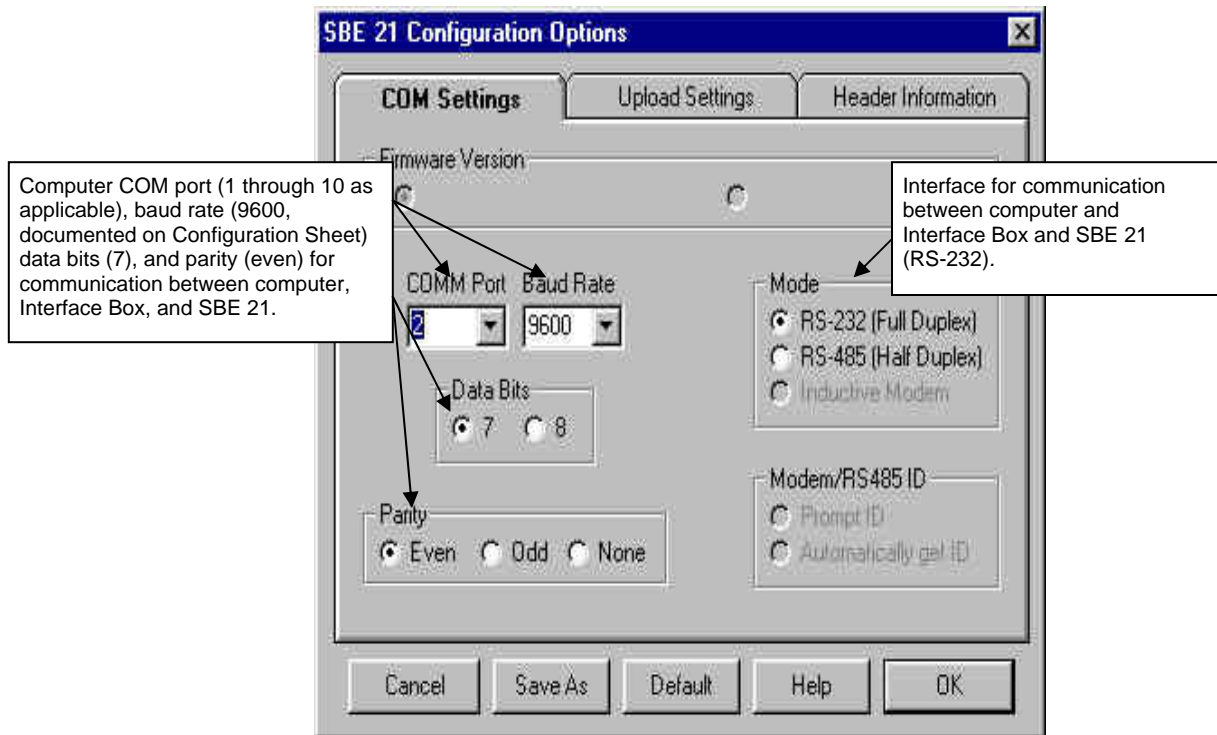 SBE 21 Configuration Options
COM Settings
Upload Settings
Header Information
Firmware Version
Computer COM port (1 through 10 as
applicable), baud rate (9600,
documented on Configuration Sheet)
data bits (7), and parity (even) for
communication between computer,
Interface Box, and SBE 21.
Interface for communication
between computer and
Interface Box and SBE 21
(RS-232).
COMM Port
Baud Rate
2
9600
Mode
RS-232 (Full Duplex)
RS-485 (Half Duplex)
Inductive Modem
Data Bits
7 8
Modem/RS485 ID
Prompt ID
Automatically get ID
Parity
Even Odd None
Cancel
Save As
Default
Help
OK